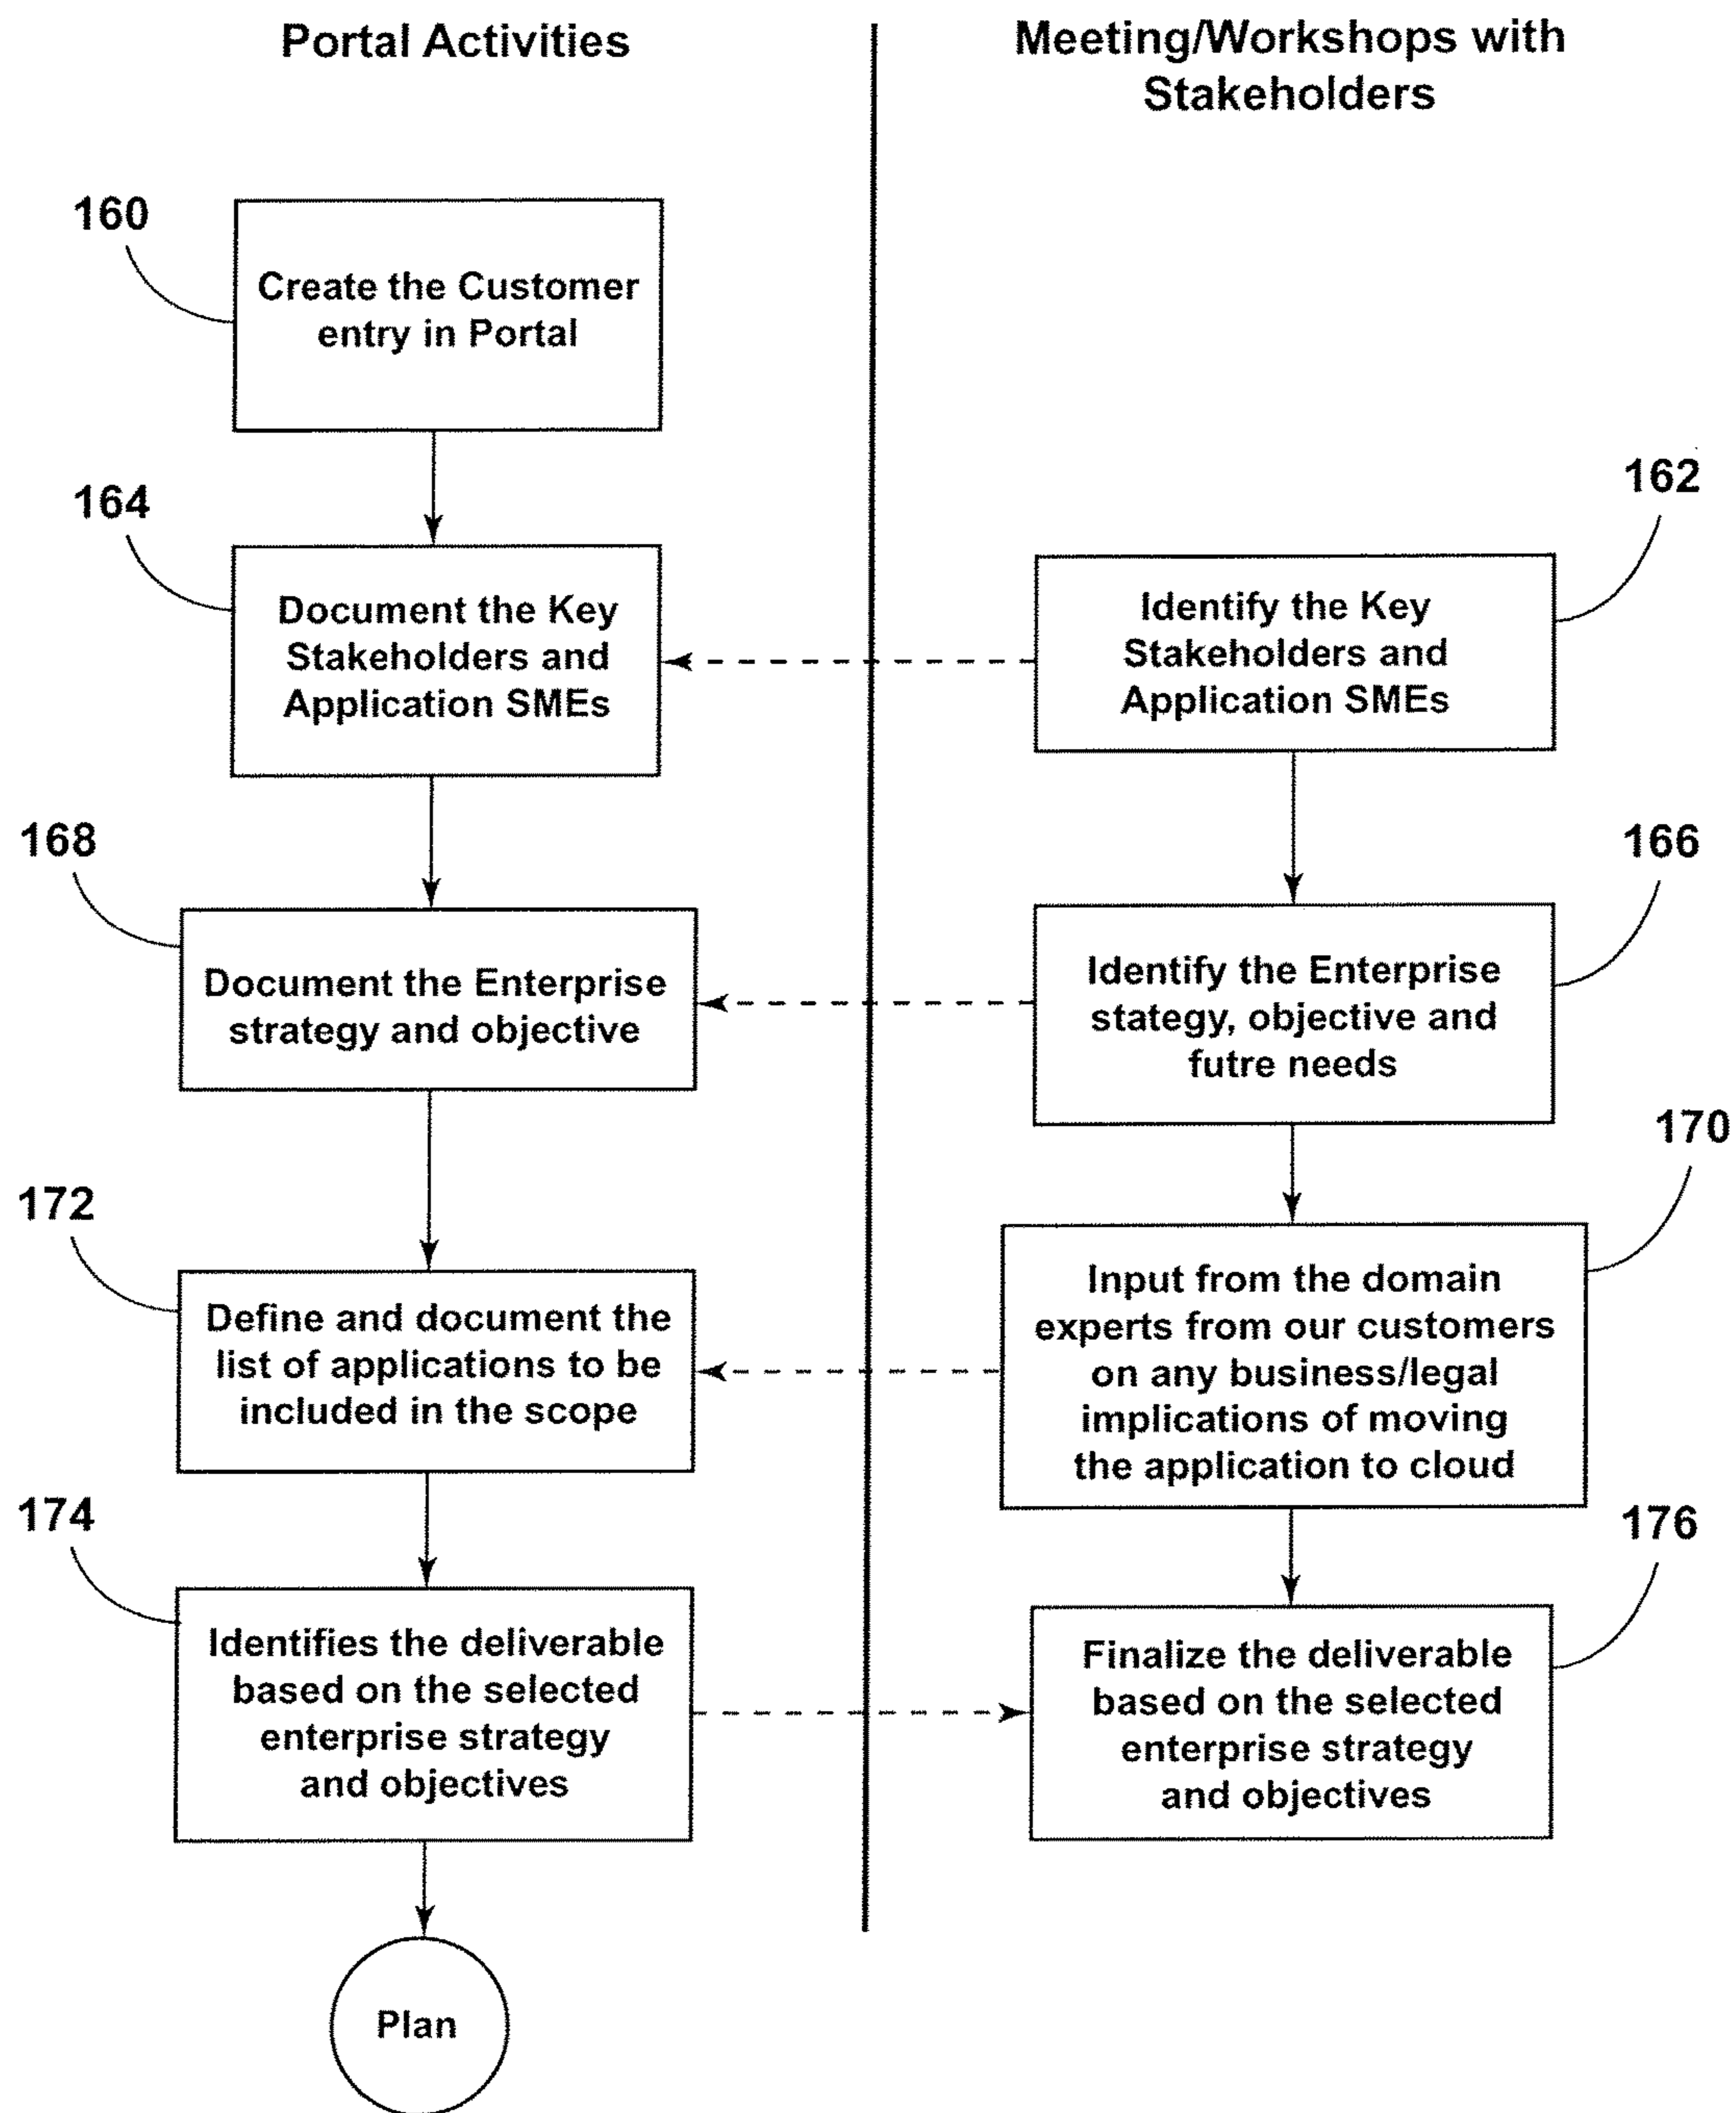 Portal Activities
Meeting/Workshops with
Stakeholders
160
Create the Customer
entry in Portal
162
164
Document the Key
Stakeholders and
Application SMEs
Identify the Key
Stakeholders and
Application SMEs
168
166
Document the Enterprise
strategy and objective
Identify the Enterprise
stategy, objective and
futre needs
170
172
Define and document the
list of applications to be
included in the scope
Input from the domain
experts from our customers
on any business/legal
implications of moving
the application to cloud
174
176
Identifies the deliverable
based on the selected
enterprise strategy
and objectives
Finalize the deliverable
based on the selected
enterprise strategy
and objectives
Plan